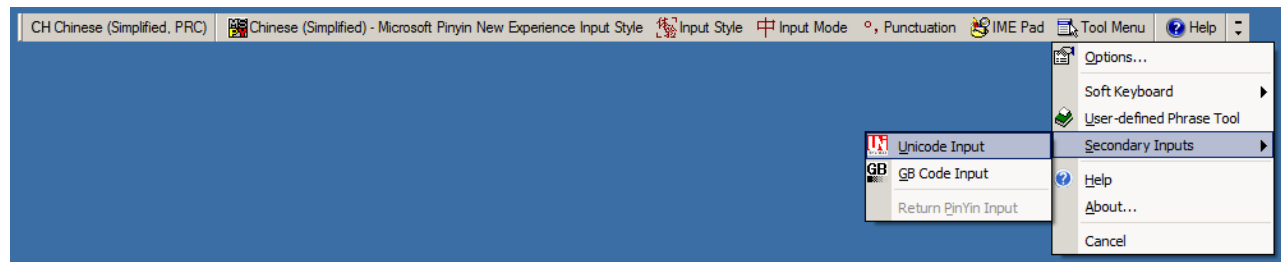 CH Chinese (Simplified, PRC) Chinese (Simplified) - Microsoft Pinyin New Experience Input Style Input Style 中 Input Mode °, Punctuation IME Pad Tool Menu Help
Options...
Soft Keyboard
User-defined Phrase Tool
Secondary Inputs
Help
About...
Cancel
Unicode Input
GB GB Code Input
Return PinYin Input